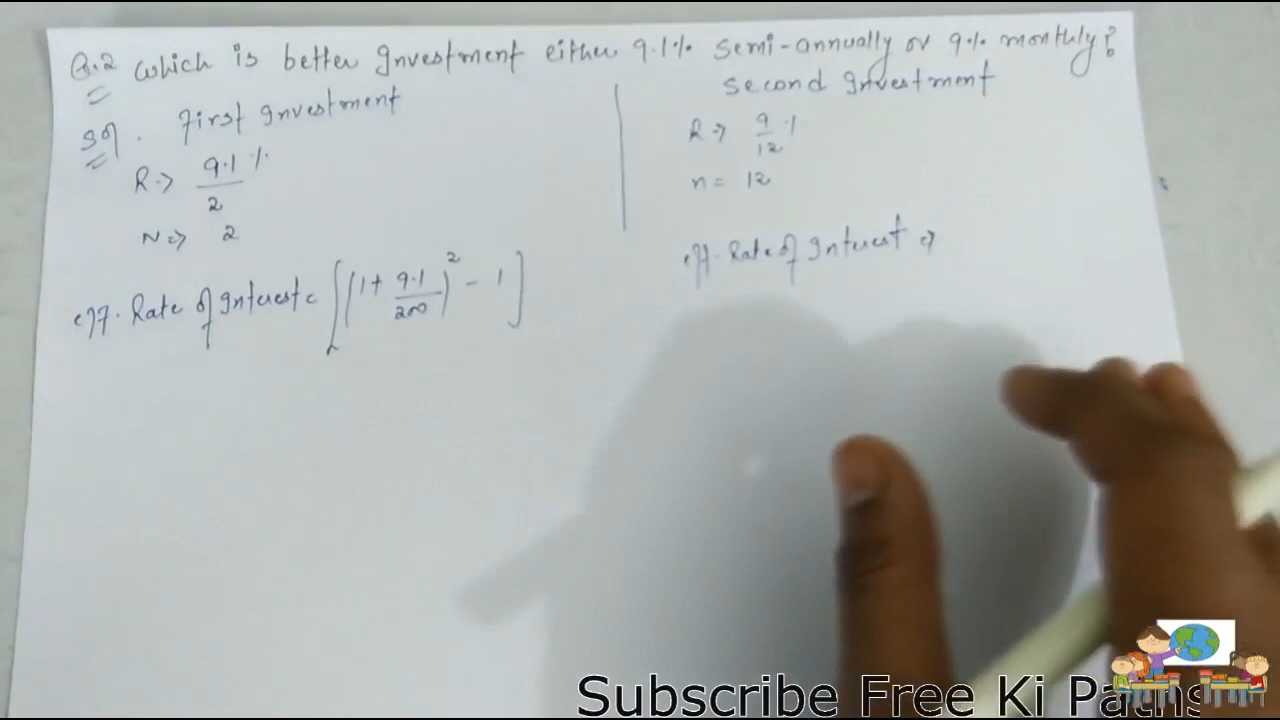 Q.2 which is better Investment either 9.1% semi-annually or 9% monthly?
Sol. First Investment
R => 9.1/2 %
N => 2
eff. Rate of Interest = [(1 + 9.1/200)^2 - 1]
Second Investment
R => 9/12 %
n = 12
eff. Rate of Interest =>
Subscribe Free Ki